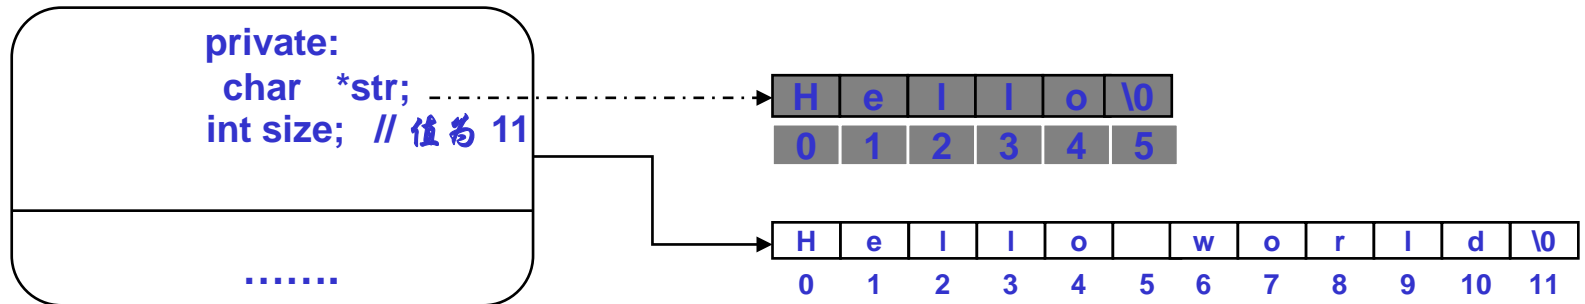 private:
char *str;
int size; // 值为 11
…….
H e l l o \0
0 1 2 3 4 5
H e l l o w o r l d \0
0 1 2 3 4 5 6 7 8 9 10 11